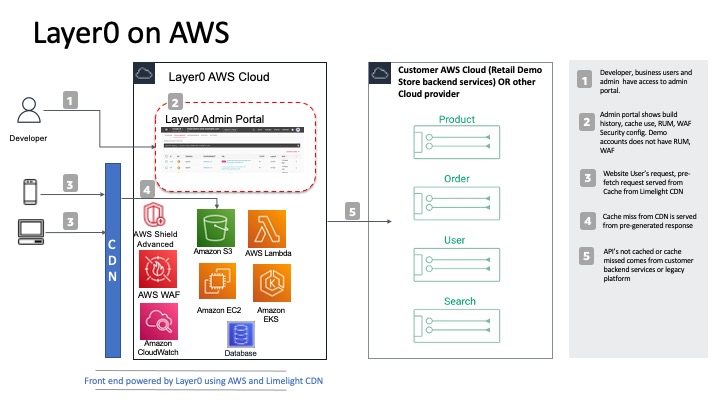 Layer0 on AWS
1
Developer
3
3
CDN
Layer0 AWS Cloud
2
Layer0 Admin Portal
4
AWS Shield
Advanced
Amazon S3
AWS Lambda
AWS WAF
Amazon EC2
Amazon
EKS
Amazon
CloudWatch
Database
Front end powered by Layer0 using AWS and Limelight CDN
5
Customer AWS Cloud (Retail Demo
Store backend services) OR other
Cloud provider
Product
Order
User
Search
1
Developer, business users and
admin have access to admin
portal.
2
Admin portal shows build
history, cache use, RUM, WAF
Security config. Demo
accounts does not have RUM,
WAF
3
Website User's request, pre-
fetch request served from
Cache from Limelight CDN
4
Cache miss from CDN is served
from pre-generated response
5
API's not cached or cache
missed comes from customer
backend services or legacy
platform